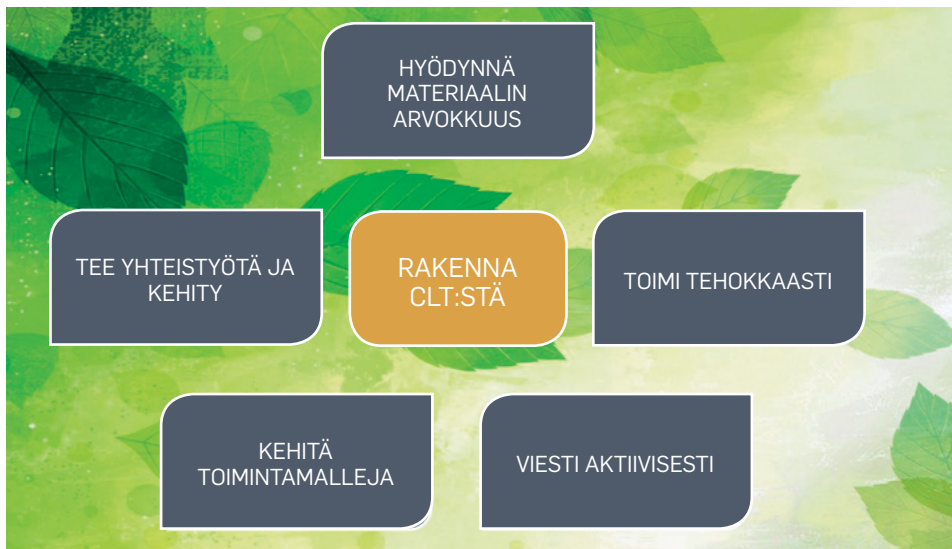 HYÖDYNNÄ
MATERIAALIN
ARVOKKUUS
TEE YHTEISTYÖTÄ JA
KEHITY
RAKENNA
CLT:STÄ
TOIMI TEHOKKAASTI
KEHITÄ
TOIMINTAMALLEJA
VIESTI AKTIIVISESTI